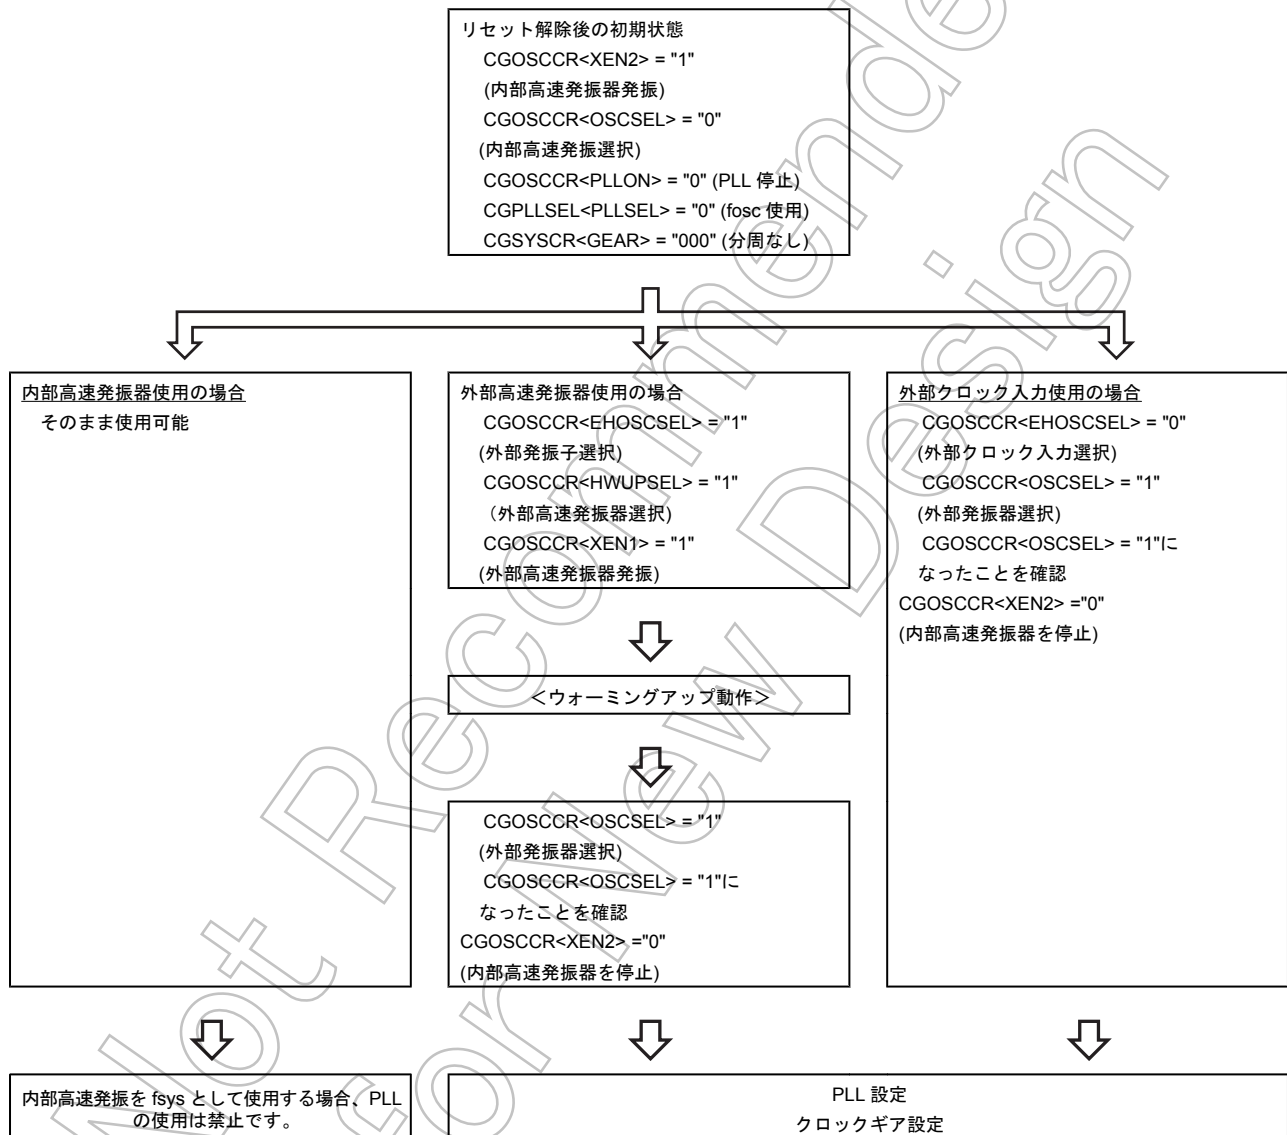 リセット解除後の初期状態
CGOSCCR<XEN2> = "1"
(内部高速発振器発振)
CGOSCCR<OSCSEL> = "0"
(内部高速発振選択)
CGOSCCR<PLLON> = "0" (PLL 停止)
CGPLLSEL<PLLSEL> = "0" (fosc 使用)
CGSYSCR<GEAR> = "000" (分周なし)
内部高速発振器使用の場合
そのまま使用可能
外部高速発振器使用の場合
CGOSCCR<EHOSCSEL> = "1"
(外部発振子選択)
CGOSCCR<HWUPSEL> = "1"
（外部高速発振器選択)
CGOSCCR<XEN1> = "1"
(外部高速発振器発振)
<ウォーミングアップ動作>
CGOSCCR<OSCSEL> = "1"
(外部発振器選択)
CGOSCCR<OSCSEL> = "1"に
なったことを確認
CGOSCCR<XEN2> ="0"
(内部高速発振器を停止)
外部クロック入力使用の場合
CGOSCCR<EHOSCSEL> = "0"
(外部クロック入力選択)
CGOSCCR<OSCSEL> = "1"
(外部発振器選択)
CGOSCCR<OSCSEL> = "1"に
なったことを確認
CGOSCCR<XEN2> ="0"
(内部高速発振器を停止)
内部高速発振を fsys として使用する場合、PLL
の使用は禁止です。
PLL 設定
クロックギア設定
Not Recommended
for New Design